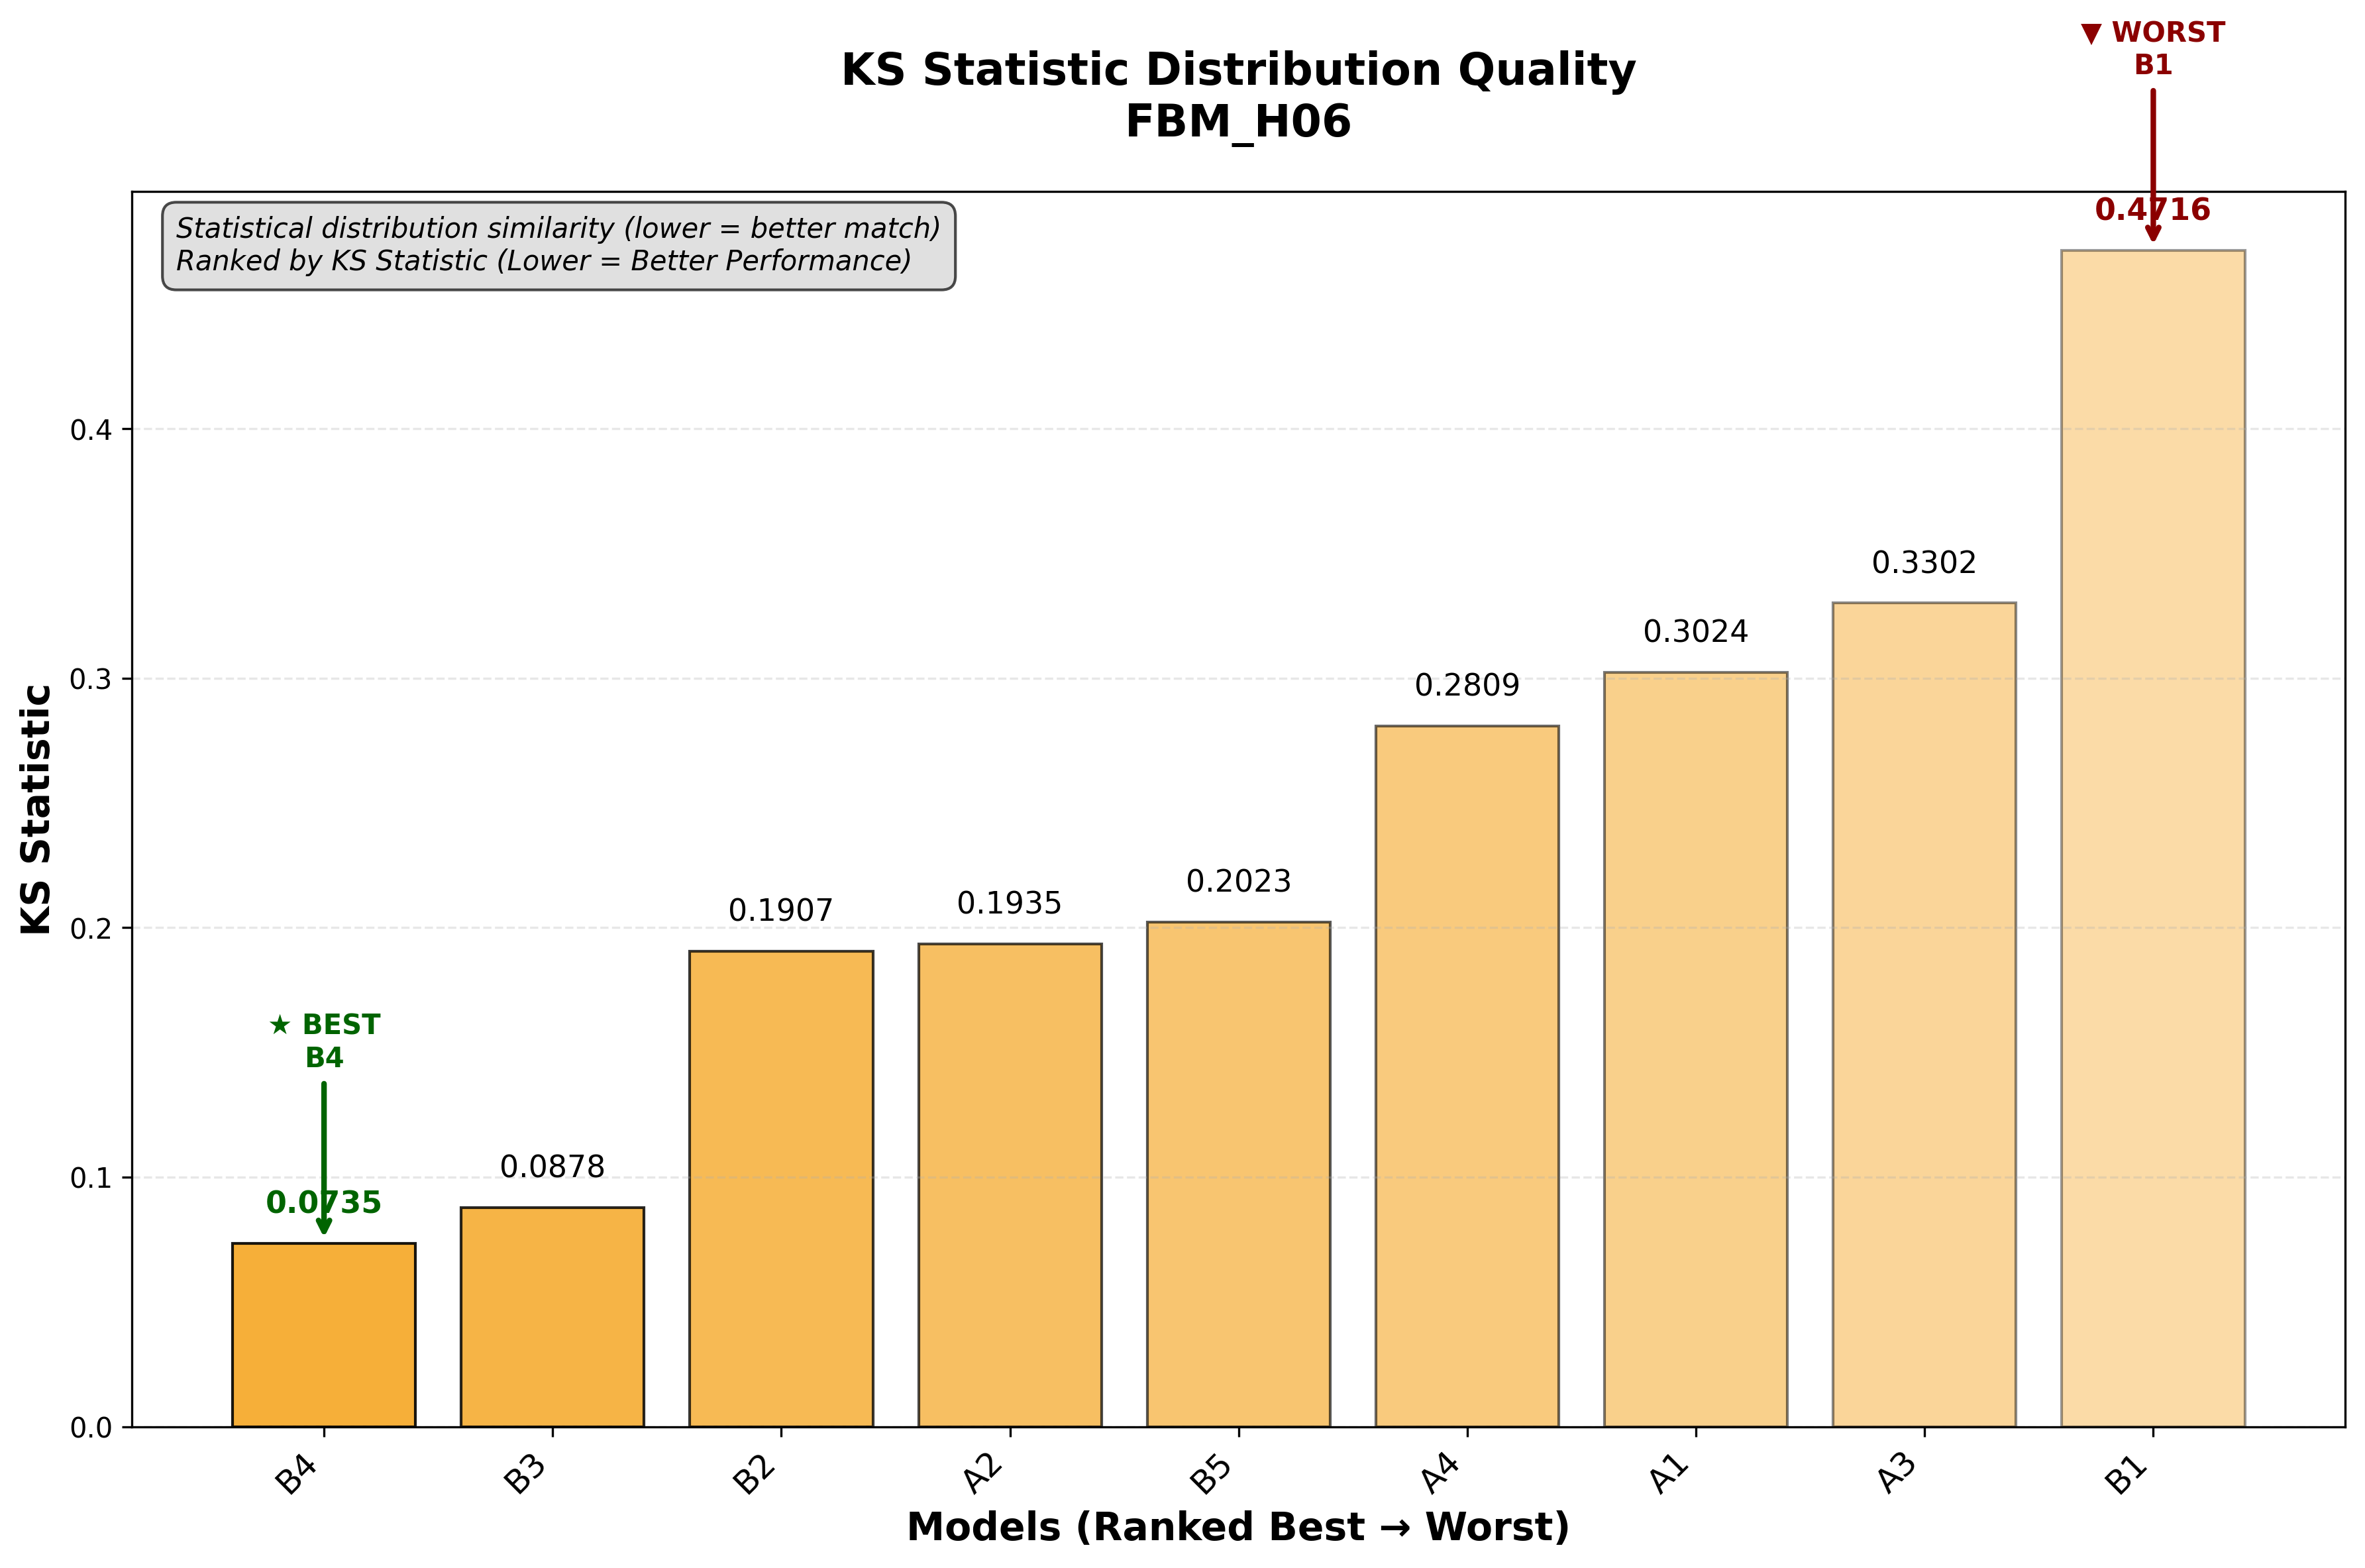 ▼ WORST
B1
KS Statistic Distribution Quality
FBM_H06
Statistical distribution similarity (lower = better match)
Ranked by KS Statistic (Lower = Better Performance)
0.4716
0.3302
0.3024
0.2809
0.2023
0.1935
0.1907
★ BEST
B4
0.0878
0.0735
KS Statistic
0.4
0.3
0.2
0.1
0.0
B4
B3
B2
A2
B5
A4
A1
A3
B1
Models (Ranked Best → Worst)